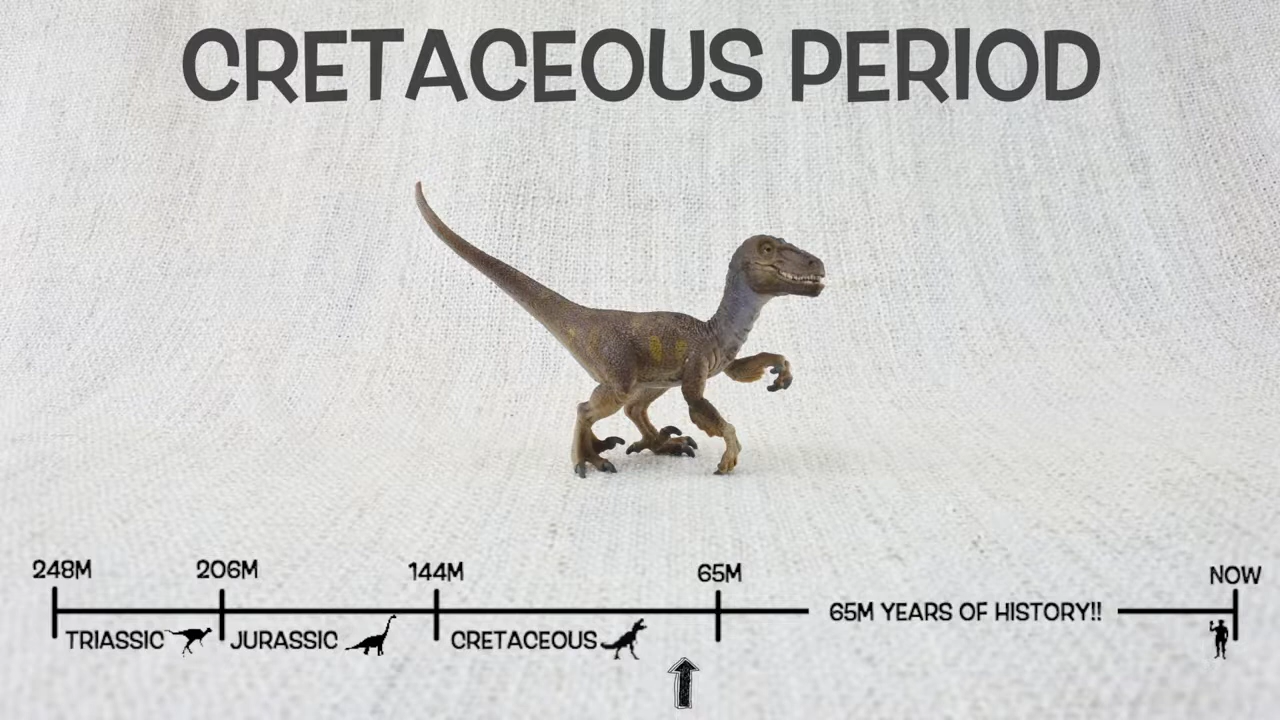 CRETACEOUS PERIOD
248M 206M 144M 65M NOW
65M YEARS OF HISTORY!!
TRIASSIC JURASSIC CRETACEOUS